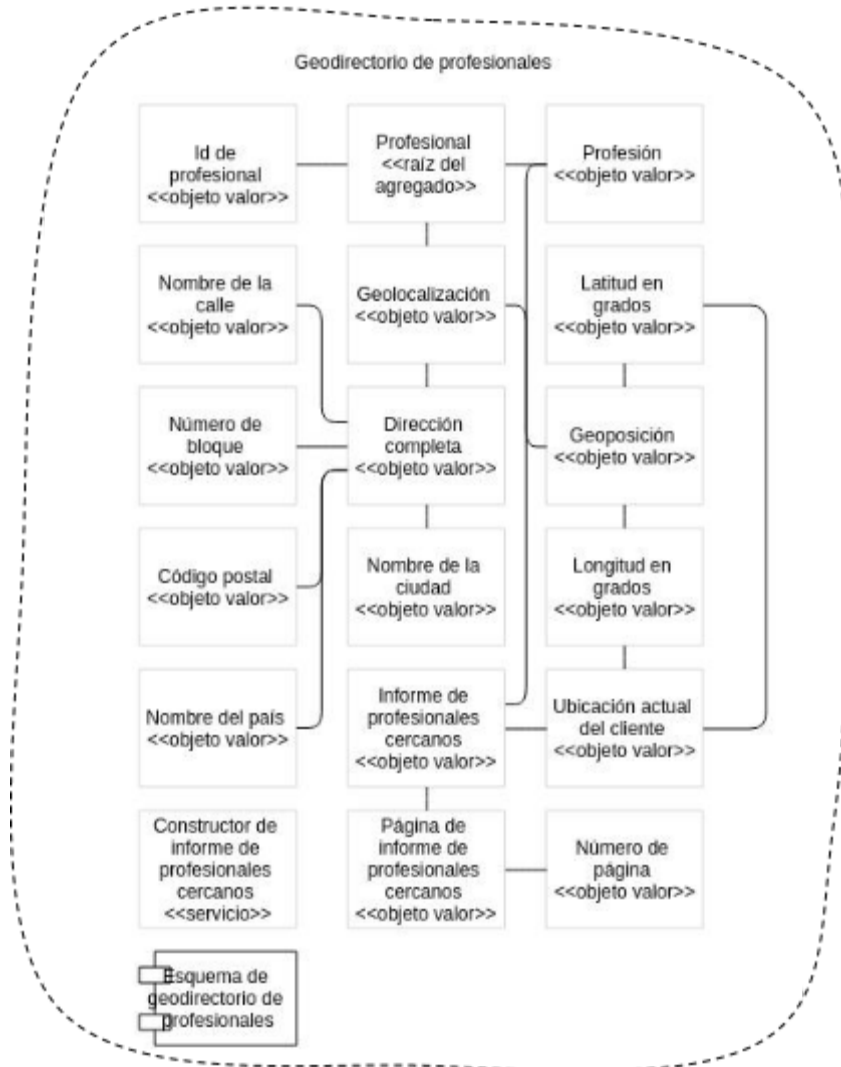 Geodirectorio de profesionales
Id de
profesional
<<objeto valor>>
Profesional
<<raíz del
agregado>>
Profesión
<<objeto valor>>
Nombre de la
calle
<<objeto valor>>
Geolocalización
<<objeto valor>>
Latitud en
grados
<<objeto valor>>
Número de
bloque
<<objeto valor>>
Dirección
completa
<<objeto valor>>
Geoposición
<<objeto valor>>
Código postal
<<objeto valor>>
Nombre de la
ciudad
<<objeto valor>>
Longitud en
grados
<<objeto valor>>
Nombre del país
<<objeto valor>>
Informe de
profesionales
cercanos
<<objeto valor>>
Ubicación actual
del cliente
<<objeto valor>>
Constructor de
informe de
profesionales
cercanos
<<servicio>>
Página de
informe de
profesionales
cercanos
<<objeto valor>>
Número de
página
<<objeto valor>>
Esquema de
geodirectorio de
profesionales